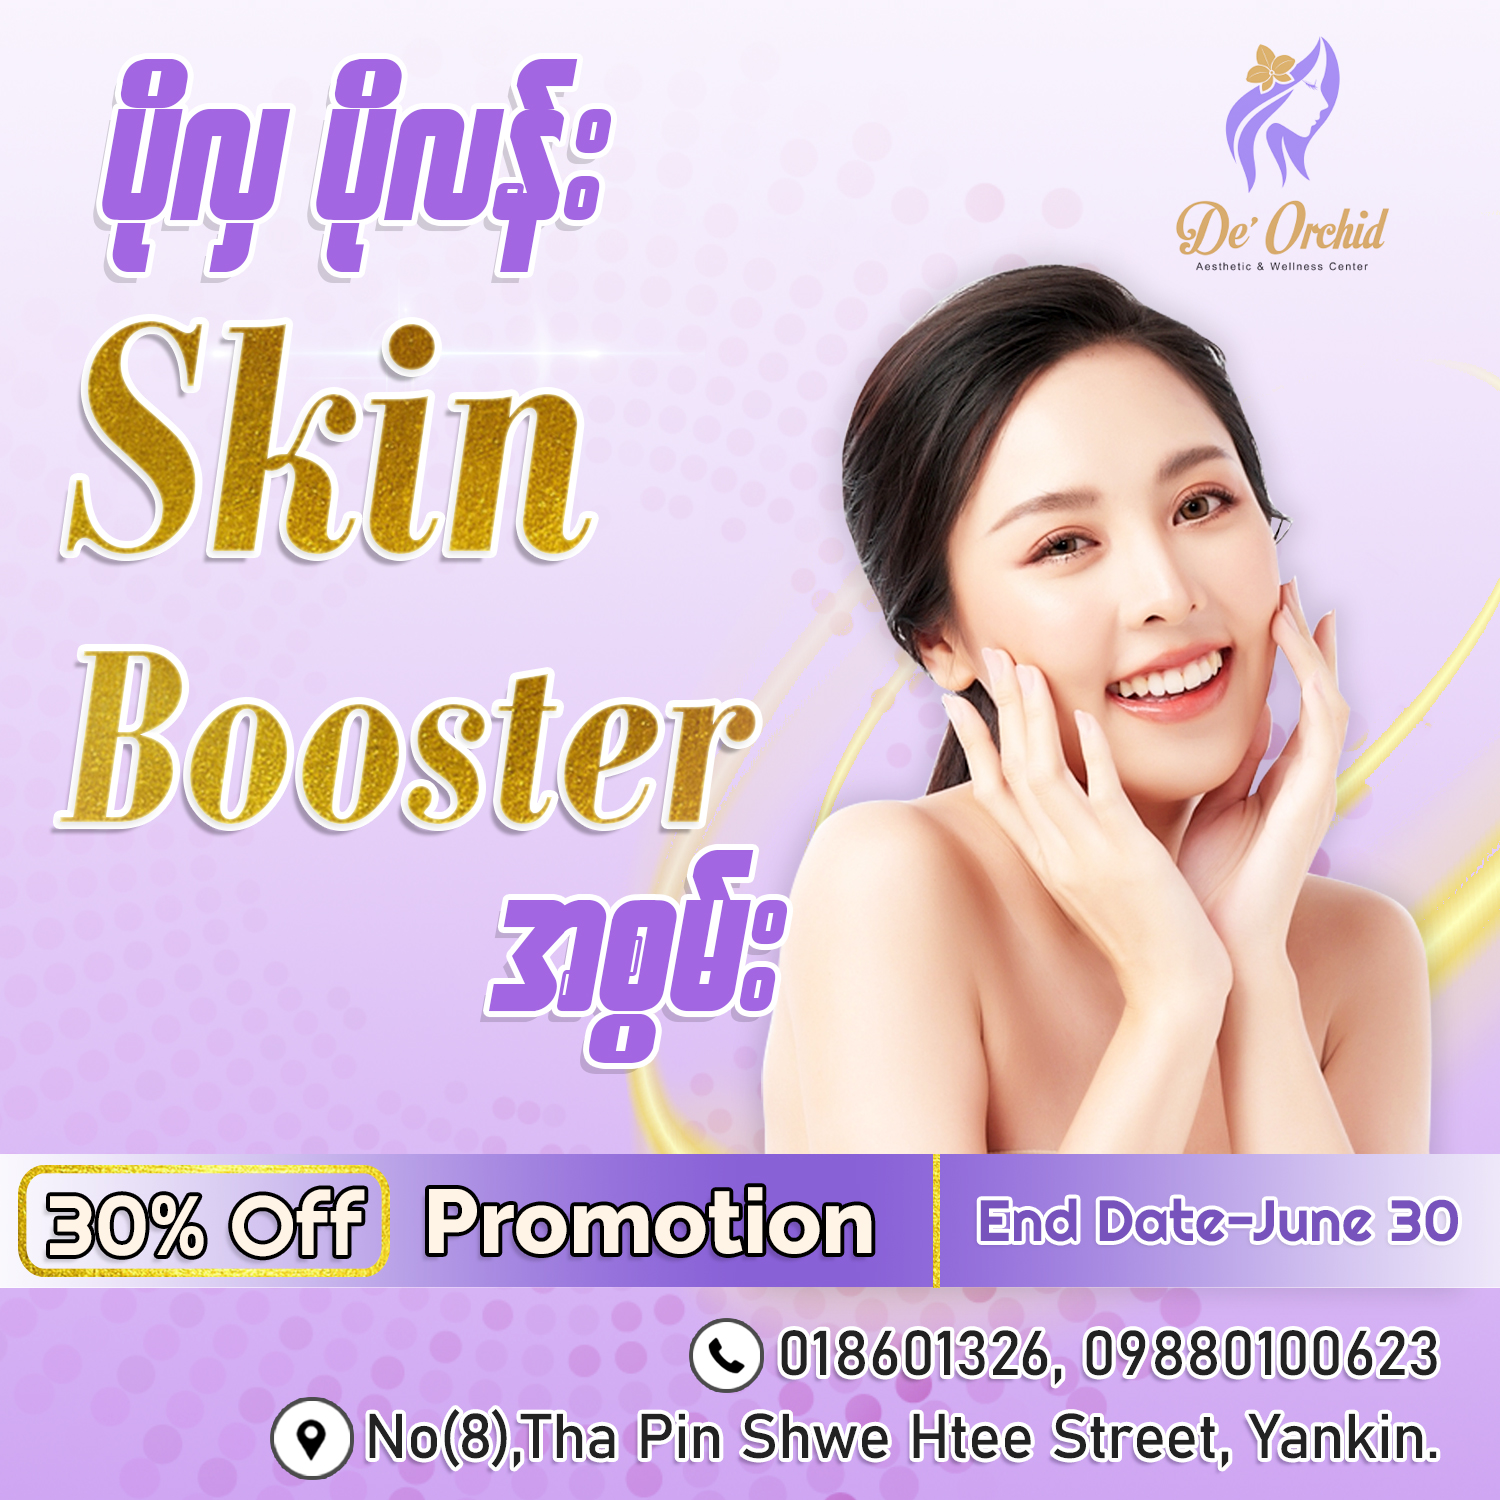 ပိုလှ ပိုလန်း
De' Orchid
Aesthetic & Wellness Center
Skin
Booster
အစွမ်း
30% Off
Promotion
End Date-June 30
018601326, 09880100623
No(8),Tha Pin Shwe Htee Street, Yankin.